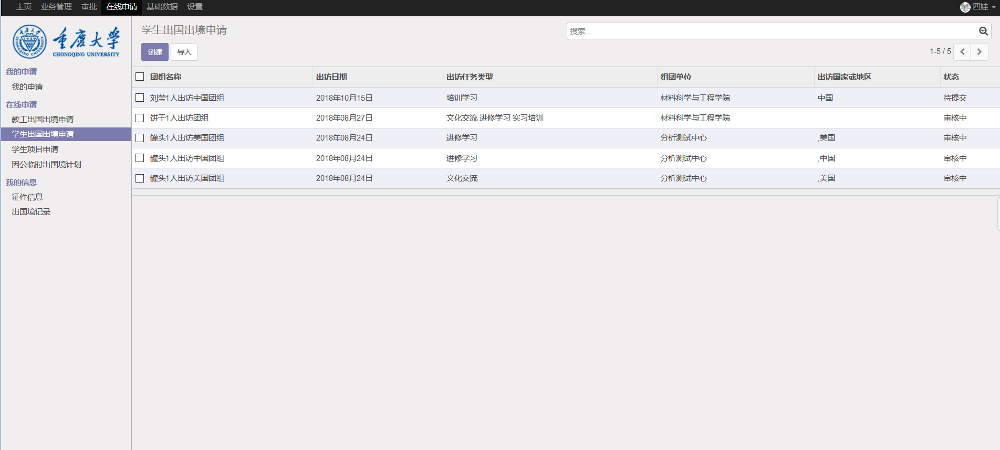 主页 业务管理 审批 在线申请 基础数据 设置 四娃
重庆大学
CHONGQING UNIVERSITY
我的申请
我的申请
在线申请
教工出国出境申请
学生出国出境申请
学生项目申请
因公临时出国境计划
我的信息
证件信息
出国境记录
学生出国出境申请
搜索...
创建 导入
1-5 / 5
团组名称 出访日期 出访任务类型 组团单位 出访国家或地区 状态
刘莹1人出访中国团组 2018年10月15日 培训学习 材料科学与工程学院 中国 待提交
饼干1人出访团组 2018年08月27日 文化交流 进修学习 实习培训 材料科学与工程学院 审核中
罐头1人出访美国团组 2018年08月24日 进修学习 分析测试中心 ,美国 审核中
罐头1人出访中国团组 2018年08月24日 进修学习 分析测试中心 ,中国 审核中
罐头1人出访美国团组 2018年08月24日 文化交流 分析测试中心 ,美国 审核中